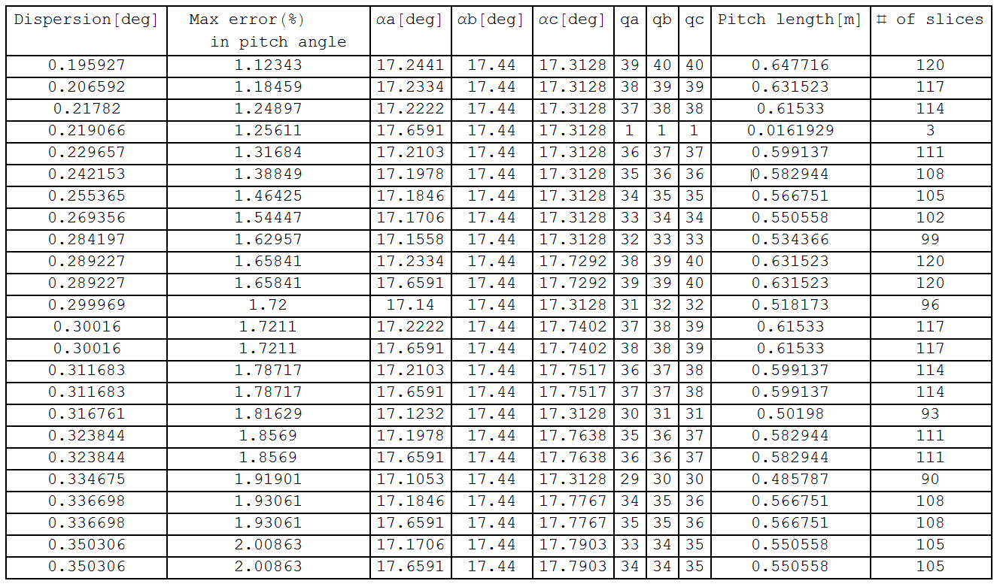 Dispersion[deg] Max error(%) αa[deg] αb[deg] αc[deg] qa qb qc Pitch length[m] # of slices
in pitch angle
0.195927 1.12343 17.2441 17.44 17.3128 39 40 40 0.647716 120
0.206592 1.18459 17.2334 17.44 17.3128 38 39 39 0.631523 117
0.21782 1.24897 17.2222 17.44 17.3128 37 38 38 0.61533 114
0.219066 1.25611 17.6591 17.44 17.3128 1 1 1 0.0161929 3
0.229657 1.31684 17.2103 17.44 17.3128 36 37 37 0.599137 111
0.242153 1.38849 17.1978 17.44 17.3128 35 36 36 0.582944 108
0.255365 1.46425 17.1846 17.44 17.3128 34 35 35 0.566751 105
0.269356 1.54447 17.1706 17.44 17.3128 33 34 34 0.550558 102
0.284197 1.62957 17.1558 17.44 17.3128 32 33 33 0.534366 99
0.289227 1.65841 17.2334 17.44 17.7292 38 39 40 0.631523 120
0.289227 1.65841 17.6591 17.44 17.7292 39 39 40 0.631523 120
0.299969 1.72 17.14 17.44 17.3128 31 32 32 0.518173 96
0.30016 1.7211 17.2222 17.44 17.7402 37 38 39 0.61533 117
0.30016 1.7211 17.6591 17.44 17.7402 38 38 39 0.61533 117
0.311683 1.78717 17.2103 17.44 17.7517 36 37 38 0.599137 114
0.311683 1.78717 17.6591 17.44 17.7517 37 37 38 0.599137 114
0.316761 1.81629 17.1232 17.44 17.3128 30 31 31 0.50198 93
0.323844 1.8569 17.1978 17.44 17.7638 35 36 37 0.582944 111
0.323844 1.8569 17.6591 17.44 17.7638 36 36 37 0.582944 111
0.334675 1.91901 17.1053 17.44 17.3128 29 30 30 0.485787 90
0.336698 1.93061 17.1846 17.44 17.7767 34 35 36 0.566751 108
0.336698 1.93061 17.6591 17.44 17.7767 35 35 36 0.566751 108
0.350306 2.00863 17.1706 17.44 17.7903 33 34 35 0.550558 105
0.350306 2.00863 17.6591 17.44 17.7903 34 34 35 0.550558 105